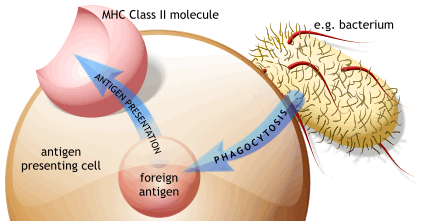 MHC Class II molecule
e.g. bacterium
ANTIGEN PRESENTATION
PHAGOCYTOSIS
antigen
presenting cell
foreign
antigen